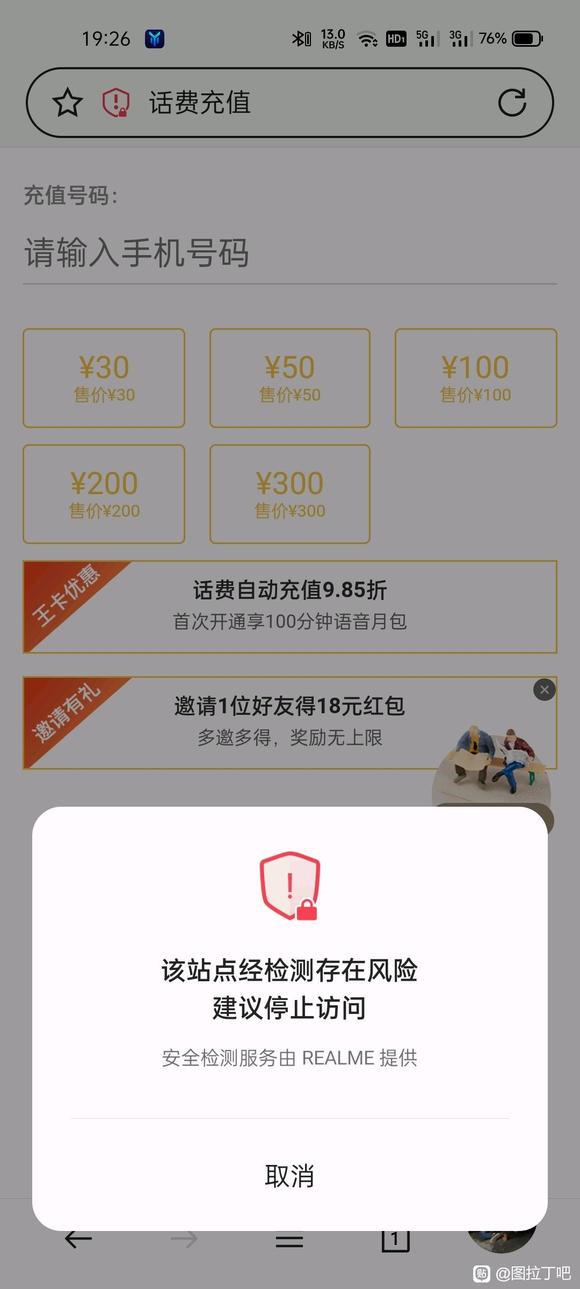 19:26
13.0
KB/S
HD1
5G
3G
76%
话费充值
充值号码:
请输入手机号码
¥30
售价¥30
¥50
售价¥50
¥100
售价¥100
¥200
售价¥200
¥300
售价¥300
王卡优惠
话费自动充值9.85折
首次开通享100分钟语音月包
邀请有礼
邀请1位好友得18元红包
多邀多得，奖励无上限
该站点经检测存在风险
建议停止访问
安全检测服务由 REALME 提供
取消
1
贴 @图拉丁吧